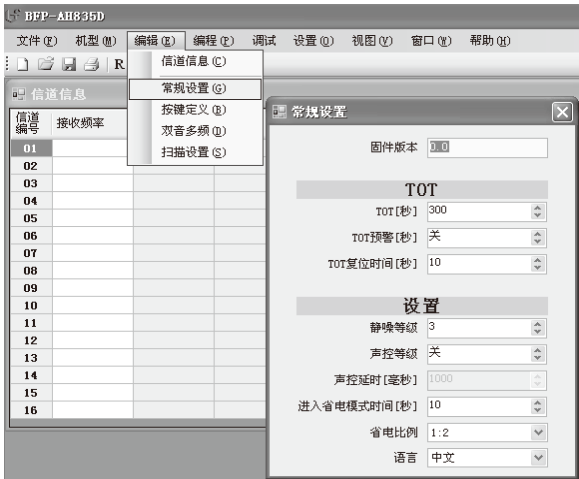 BFP-AH835D
文件(F) 机型(M) 编辑(E) 编程(P) 调试 设置(O) 视图(V) 窗口(W) 帮助(H)
R
信道信息(C)
常规设置(G)
按键定义(B)
双音多频(D)
扫描设置(S)
信道信息
信道编号 接收频率
01
02
03
04
05
06
07
08
09
10
11
12
13
14
15
16
常规设置
固件版本 0.0
TOT
TOT[秒] 300
TOT预警[秒] 关
TOT复位时间[秒] 10
设置
静噪等级 3
声控等级 关
声控延时[毫秒] 1000
进入省电模式时间[秒] 10
省电比例 1:2
语言 中文